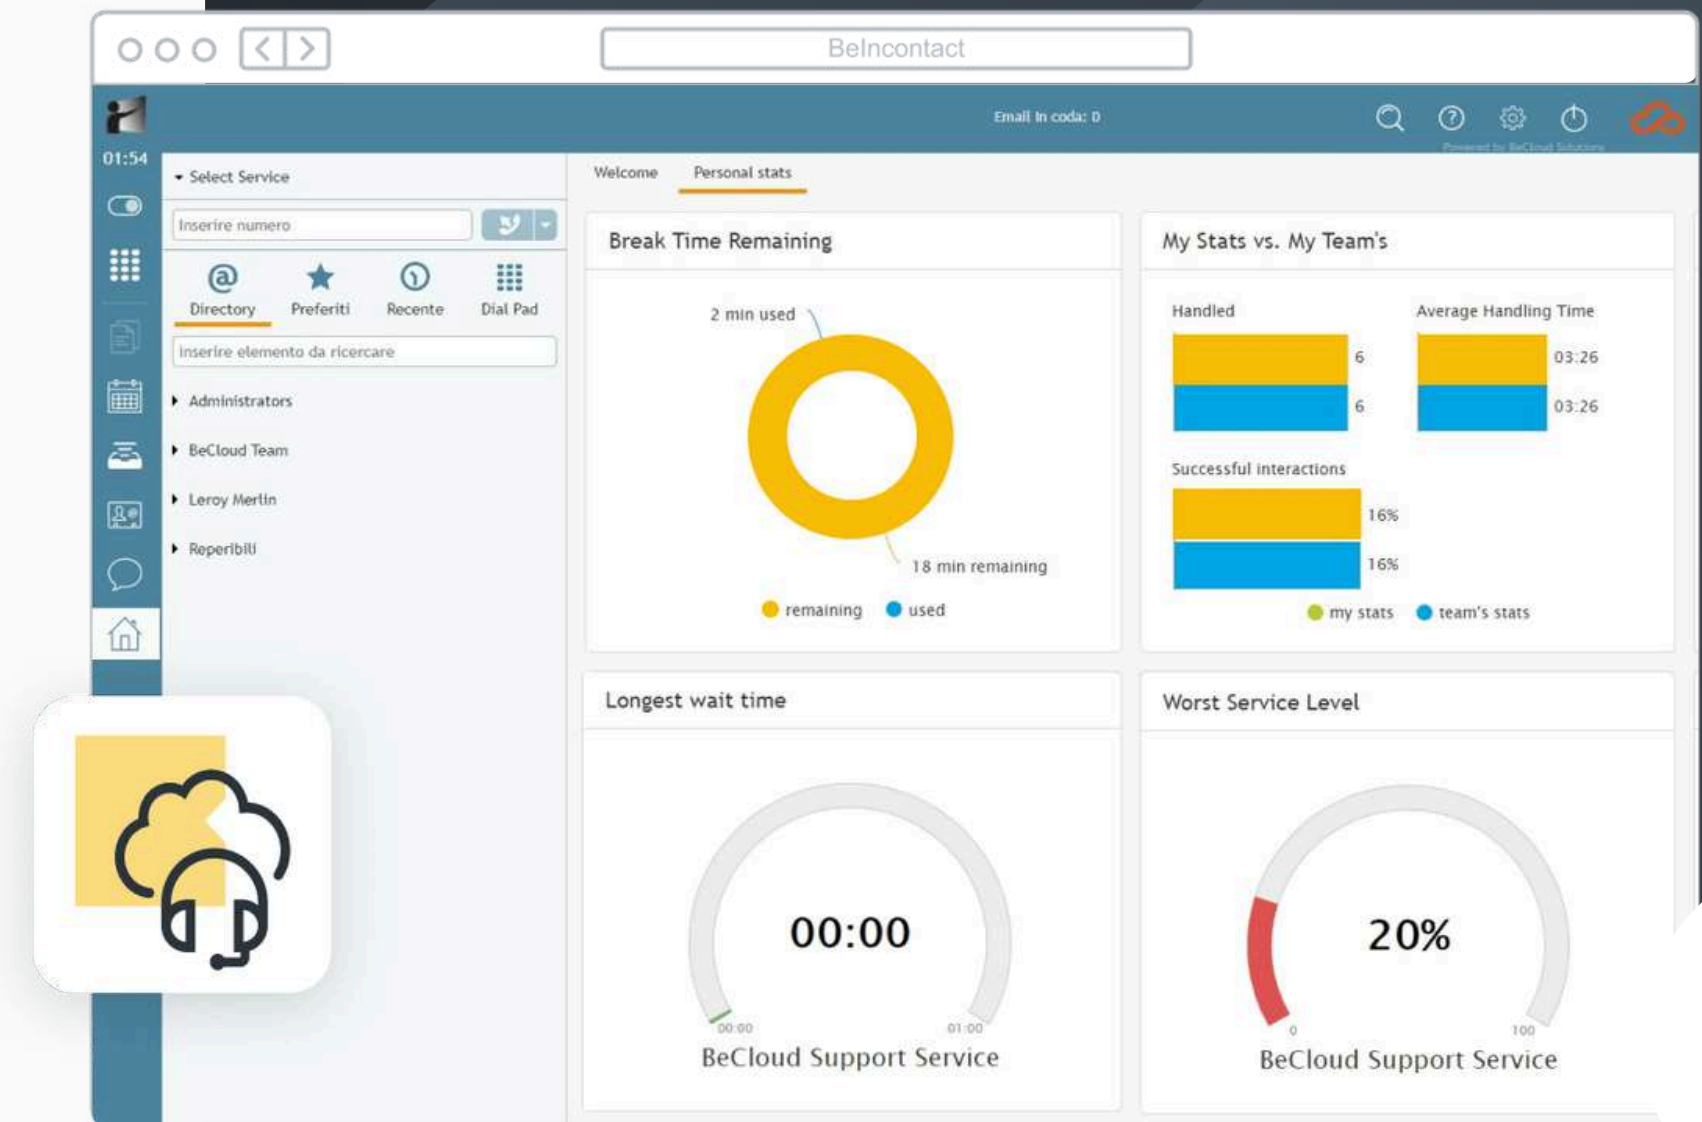 BeIncontact
Email In coda: 0
Powered by BeCloud Solutions
01:54
Select Service
Inserire numero
Directory
Preferiti
Recente
Dial Pad
Inserire elemento da ricercare
Administrators
BeCloud Team
Leroy Merlin
Reperibili
Welcome
Personal stats
Break Time Remaining
2 min used
18 min remaining
remaining
used
My Stats vs. My Team's
Handled
6
6
Average Handling Time
03:26
03:26
Successful interactions
16%
16%
my stats
team's stats
Longest wait time
00:00
00:00
01:00
BeCloud Support Service
Worst Service Level
20%
0
100
BeCloud Support Service